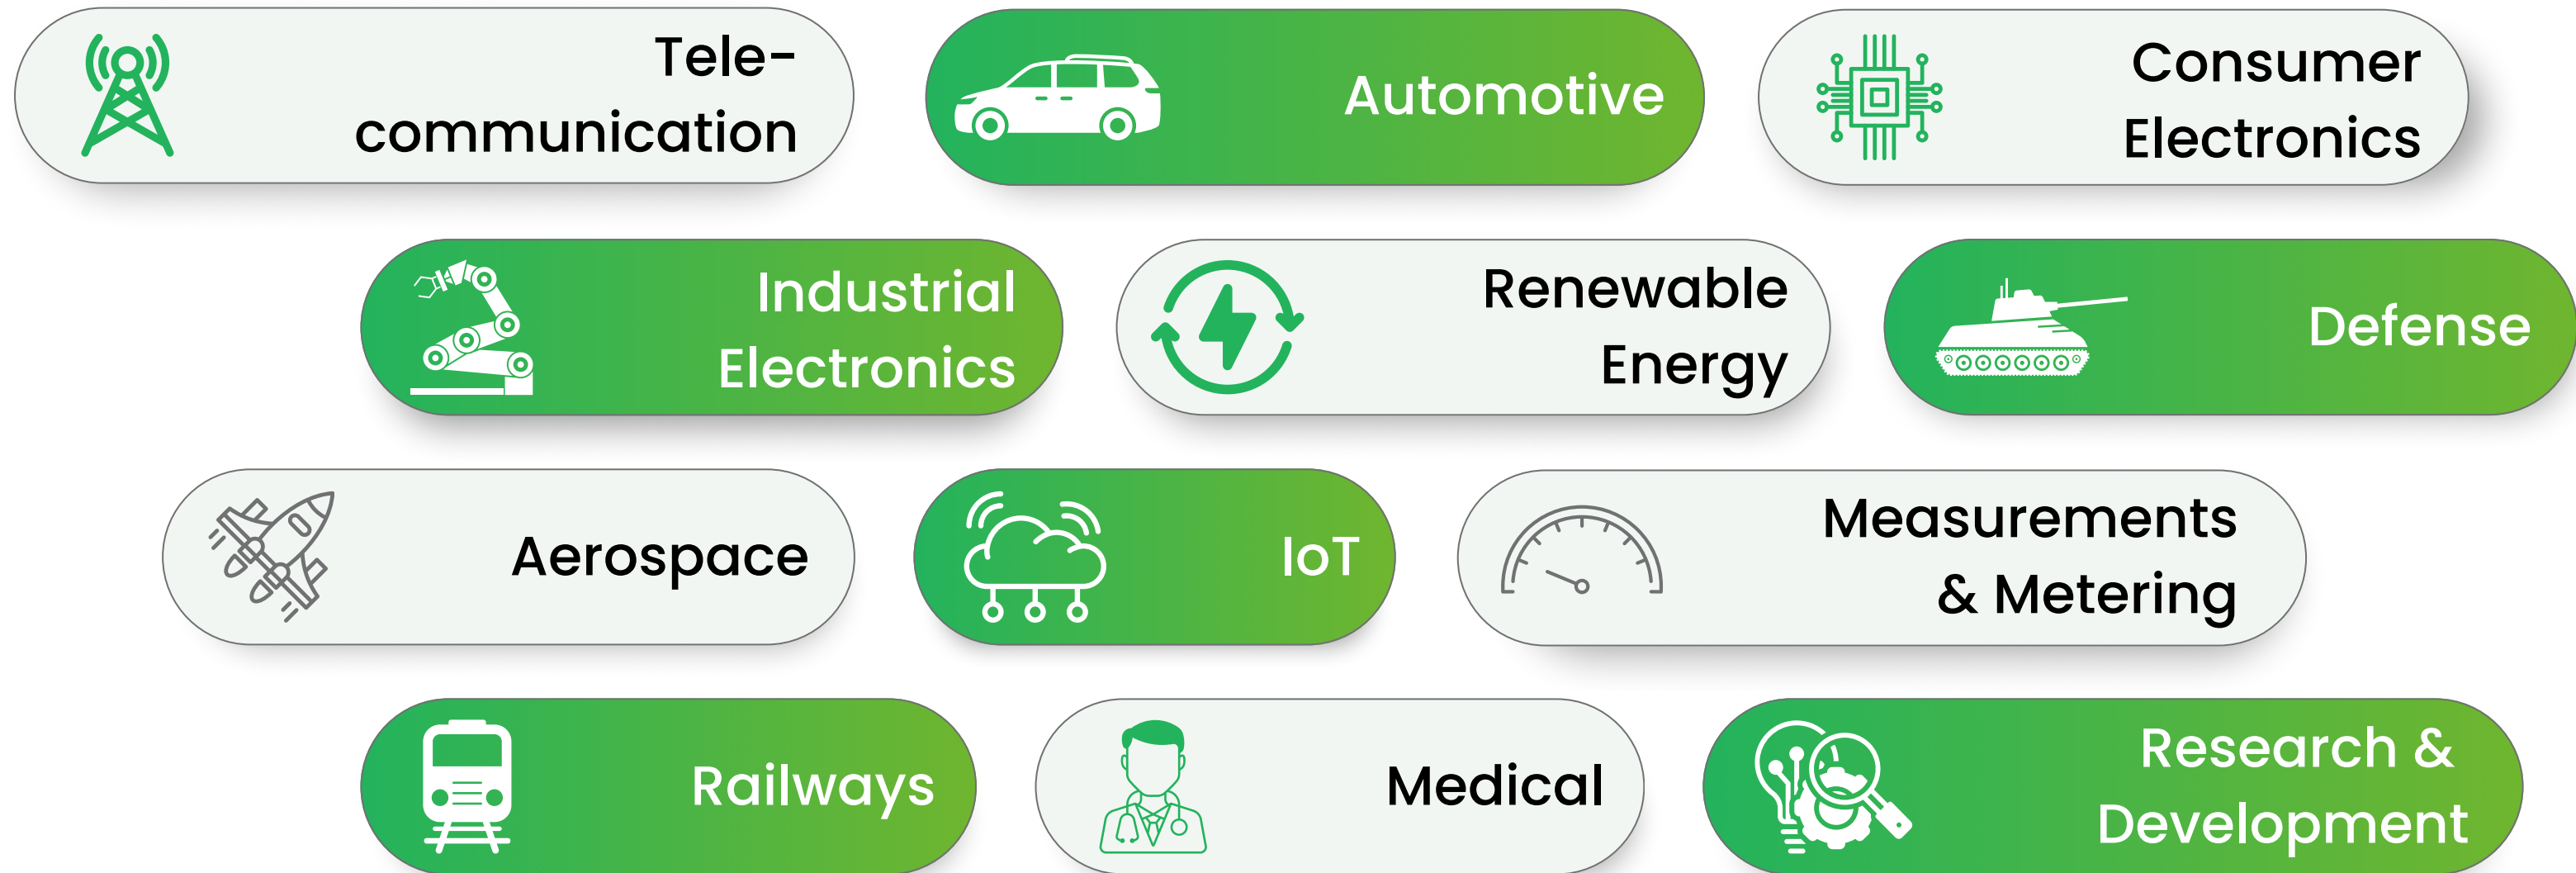 Tele-
communication
Automotive
Consumer
Electronics
Industrial
Electronics
Renewable
Energy
Defense
Aerospace
IoT
Measurements
& Metering
Railways
Medical
Research &
Development